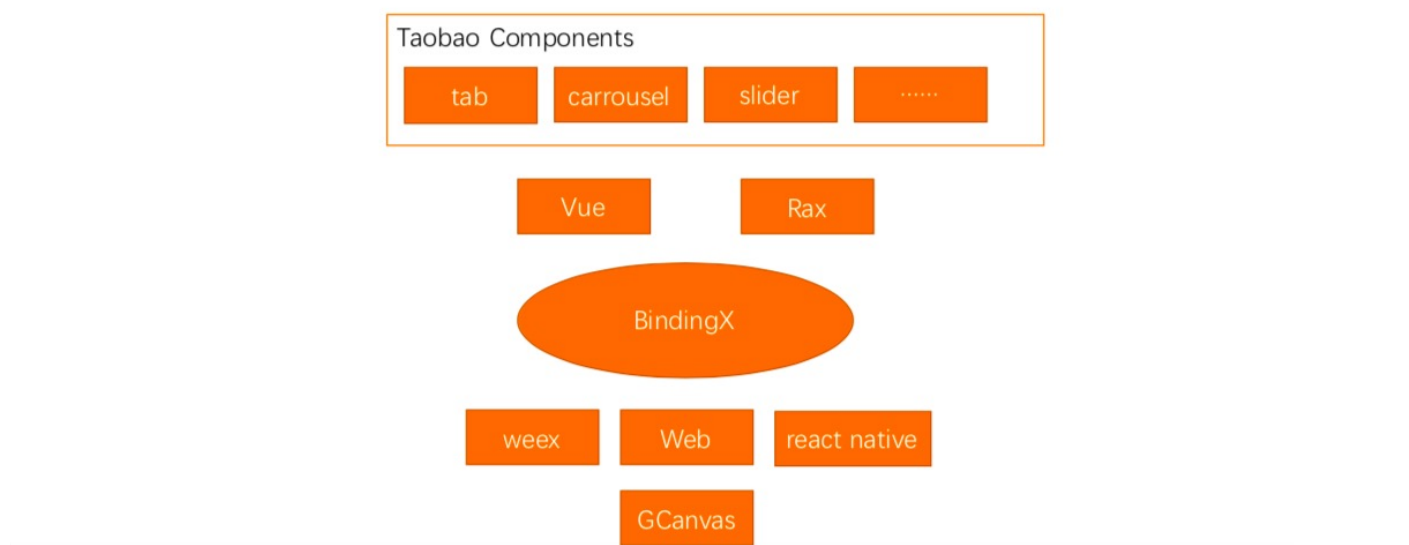 Taobao Components
tab
carrousel
slider
······
Vue
Rax
BindingX
weex
Web
react native
GCanvas